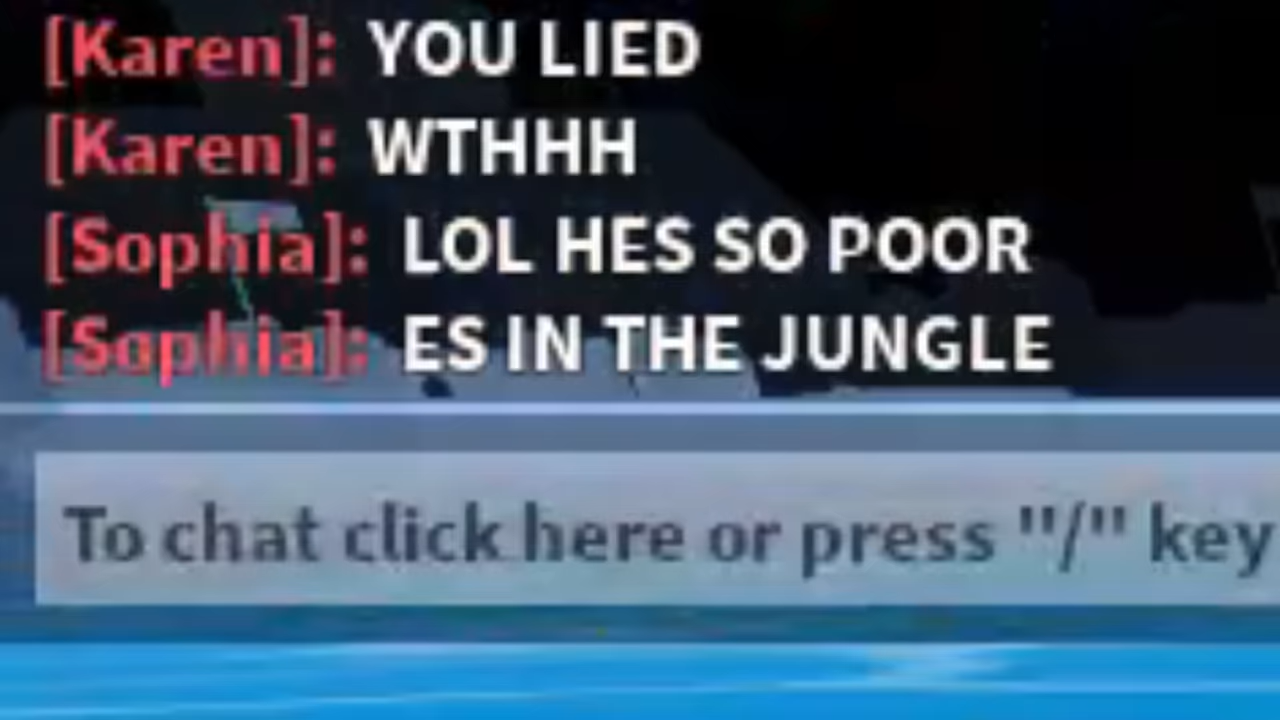 [Karen]: YOU LIED
[Karen]: WTHHH
[Sophia]: LOL HES SO POOR
[Sophia]: ES IN THE JUNGLE
To chat click here or press "/" key